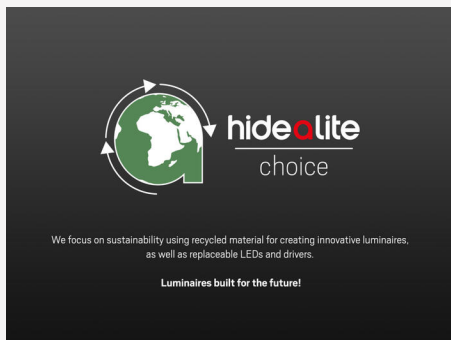 hidealite
choice
We focus on sustainability using recycled material for creating innovative luminaires,
as well as replaceable LEDs and drivers.
Luminaires built for the future!